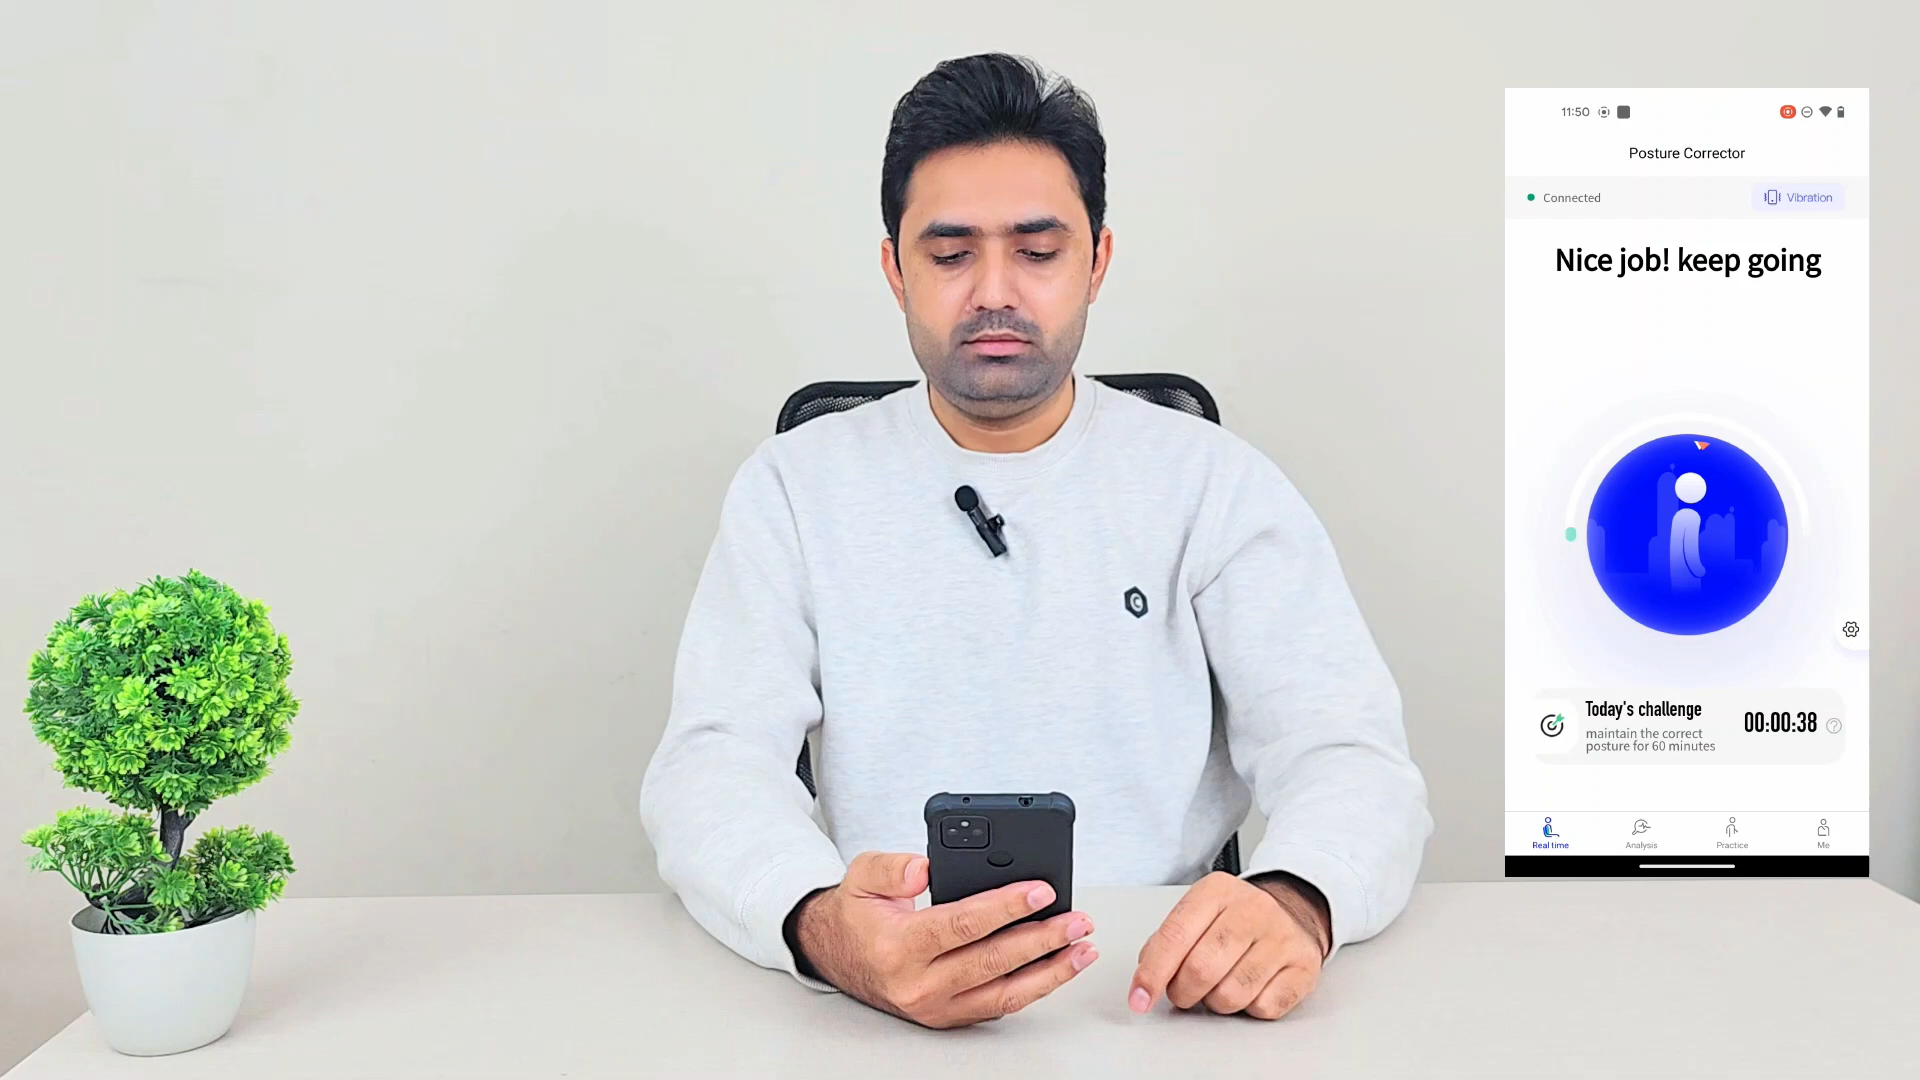 11:50
Posture Corrector
Connected
Vibration
Nice job! keep going
Today's challenge
maintain the correct
posture for 60 minutes
00:00:38
?
Real time
Analysis
Practice
Me
C